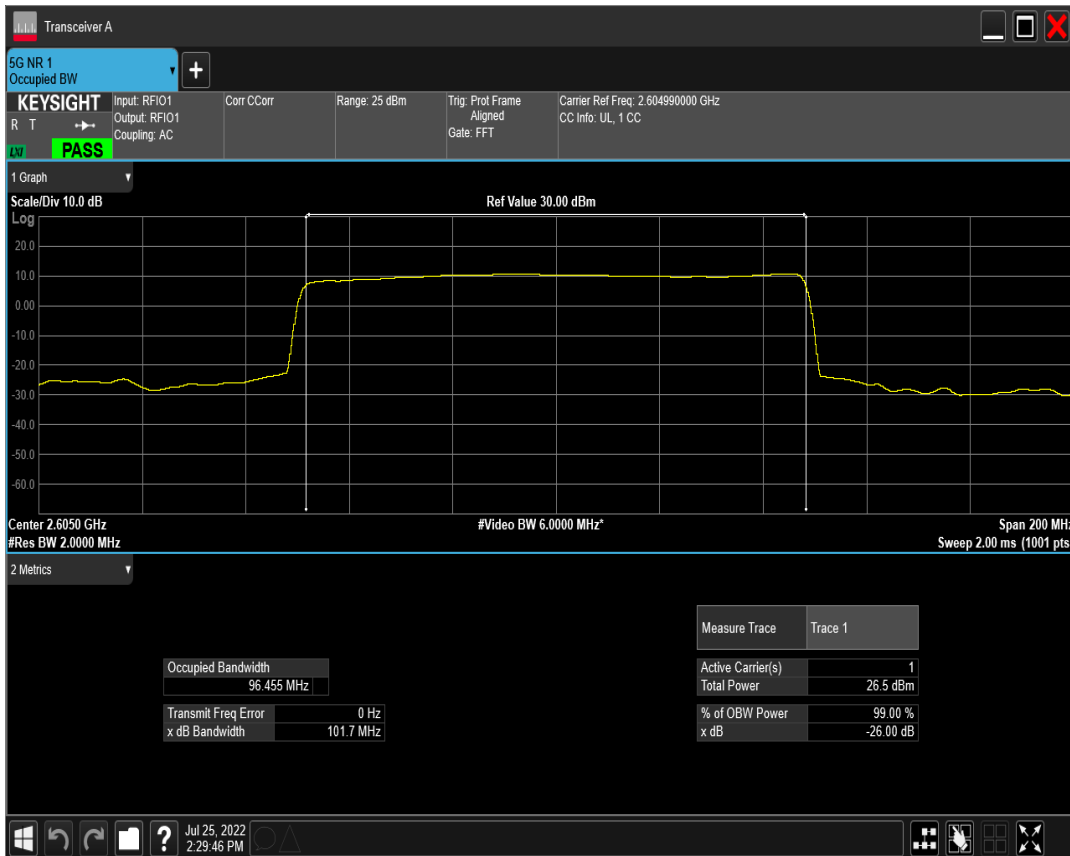 Transceiver A
5G NR 1
Occupied BW
KEYSIGHT
R T
LXI
PASS
Input: RFIO1
Output: RFIO1
Coupling: AC
Corr CCorr
Range: 25 dBm
Trig: Prot Frame
Aligned
Gate: FFT
Carrier Ref Freq: 2.604990000 GHz
CC Info: UL, 1 CC
1 Graph
Scale/Div 10.0 dB
Ref Value 30.00 dBm
Log
20.0
10.0
0.00
-10.0
-20.0
-30.0
-40.0
-50.0
-60.0
Center 2.6050 GHz
#Video BW 6.0000 MHz*
Span 200 MHz
#Res BW 2.0000 MHz
Sweep 2.00 ms (1001 pts
2 Metrics
Measure Trace Trace 1
Occupied Bandwidth
96.455 MHz
Active Carrier(s) 1
Total Power 26.5 dBm
Transmit Freq Error 0 Hz
x dB Bandwidth 101.7 MHz
% of OBW Power 99.00 %
x dB -26.00 dB
?
Jul 25, 2022
2:29:46 PM